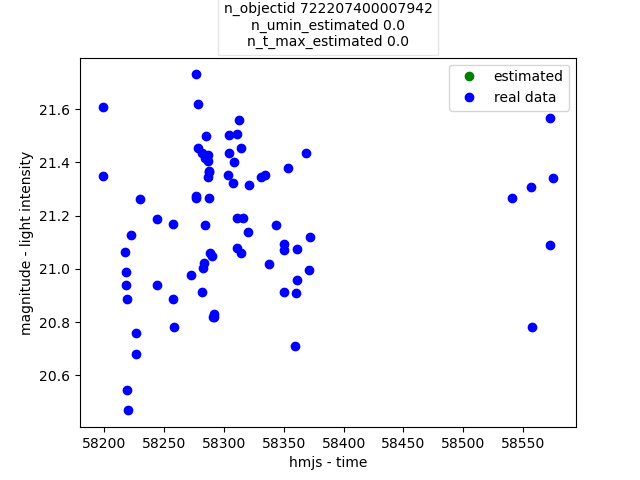 n_objectid 722207400007942
n_umin_estimated 0.0
n_t_max_estimated 0.0
estimated
real data
magnitude - light intensity
21.6
21.4
21.2
21.0
20.8
20.6
58200 58250 58300 58350 58400 58450 58500 58550
hmjs - time